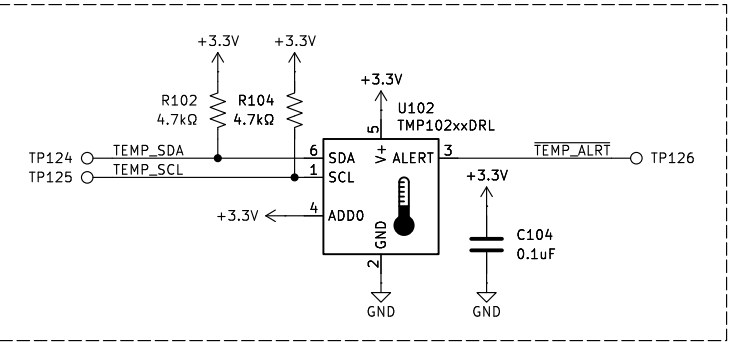 +3.3V +3.3V
+3.3V
R102 R104
4.7kΩ 4.7kΩ
U102
TMP102xxDRL
5
TP124 TEMP_SDA 6 SDA V+ ALERT 3 TEMP_ALRT TP126
TP125 TEMP_SCL 1 SCL
+3.3V
+3.3V 4 ADD0
GND
C104
0.1uF
2
GND
GND